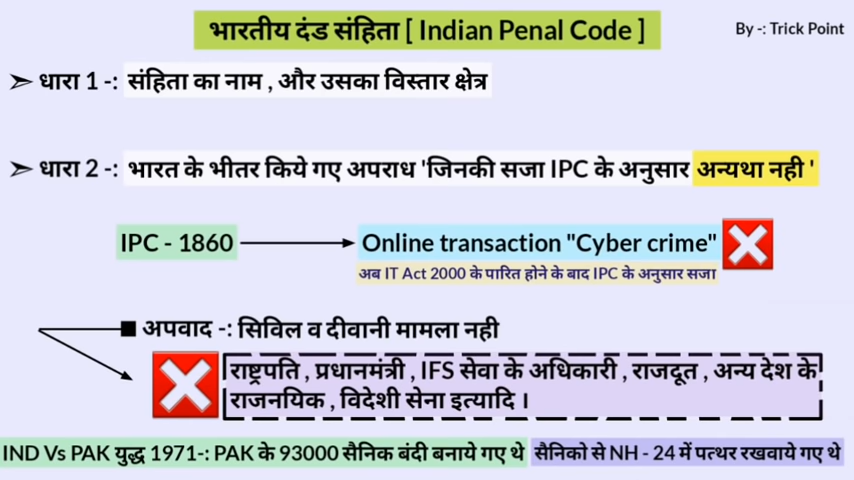 भारतीय दंड संहिता [ Indian Penal Code ]
By -: Trick Point
➢ धारा 1 -: संहिता का नाम , और उसका विस्तार क्षेत्र
➢ धारा 2 -: भारत के भीतर किये गए अपराध 'जिनकी सजा IPC के अनुसार अन्यथा नही '
IPC - 1860 → Online transaction "Cyber crime" ❌
अब IT Act 2000 के पारित होने के बाद IPC के अनुसार सजा
■ अपवाद -: सिविल व दीवानी मामला नही
❌ राष्ट्रपति , प्रधानमंत्री , IFS सेवा के अधिकारी , राजदूत , अन्य देश के
राजनयिक , विदेशी सेना इत्यादि ।
IND Vs PAK युद्ध 1971-: PAK के 93000 सैनिक बंदी बनाये गए थे सैनिको से NH - 24 में पत्थर रखवाये गए थे